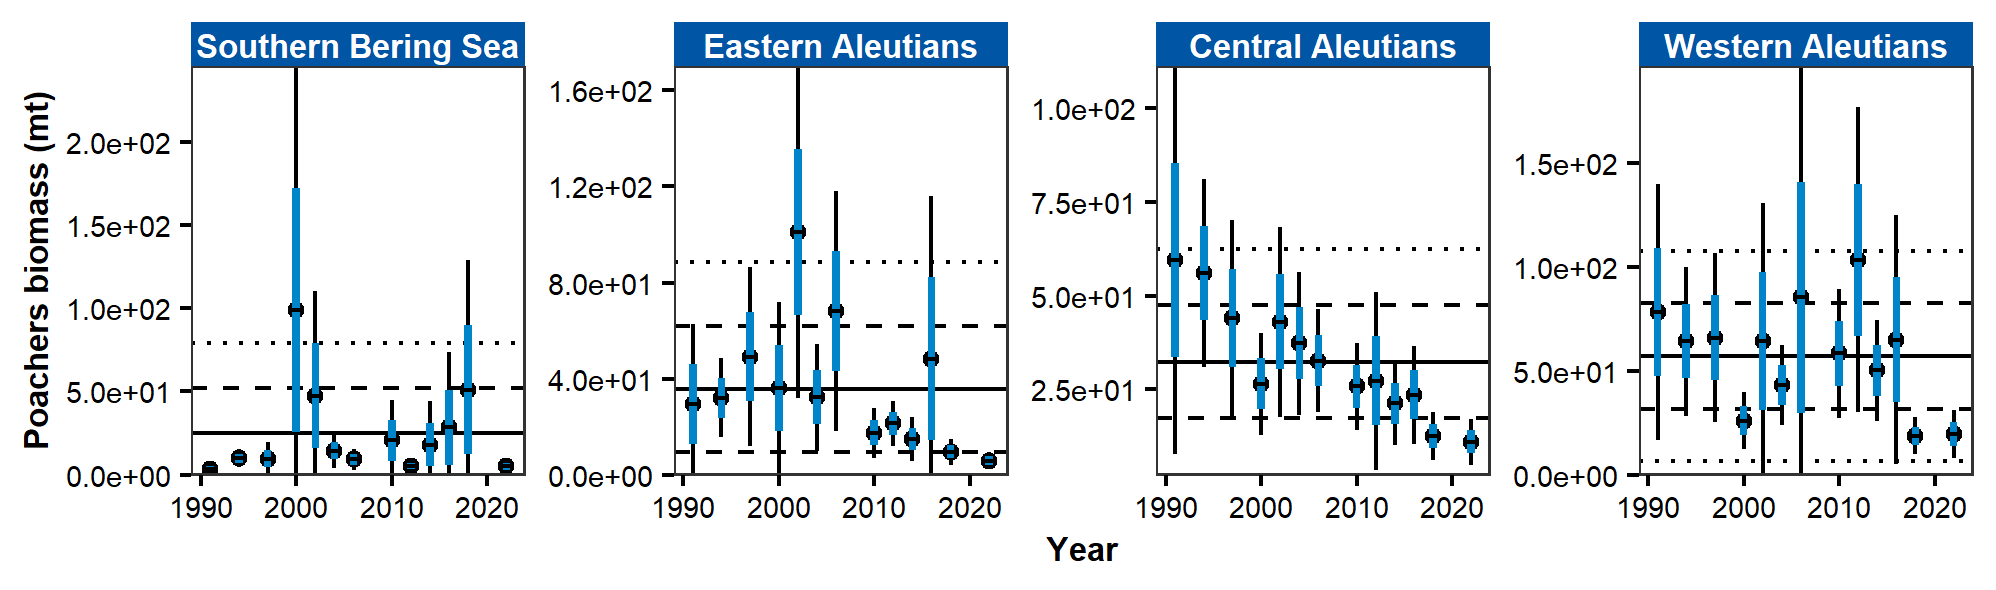 Southern Bering Sea
Eastern Aleutians
Central Aleutians
Western Aleutians
Poachers biomass (mt)
2.0e+02
1.5e+02
1.0e+02
5.0e+01
0.0e+00
1990 2000 2010 2020
1.6e+02
1.2e+02
8.0e+01
4.0e+01
0.0e+00
1990 2000 2010 2020
1.0e+02
7.5e+01
5.0e+01
2.5e+01
1990 2000 2010 2020
1.5e+02
1.0e+02
5.0e+01
0.0e+00
1990 2000 2010 2020
Year